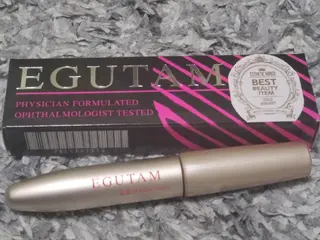 EGUTAM
PHYSICIAN FORMULATED
OPHTHALMOLOGIST TESTED
BEST
BEAUTY
ITEM
EGUTAM